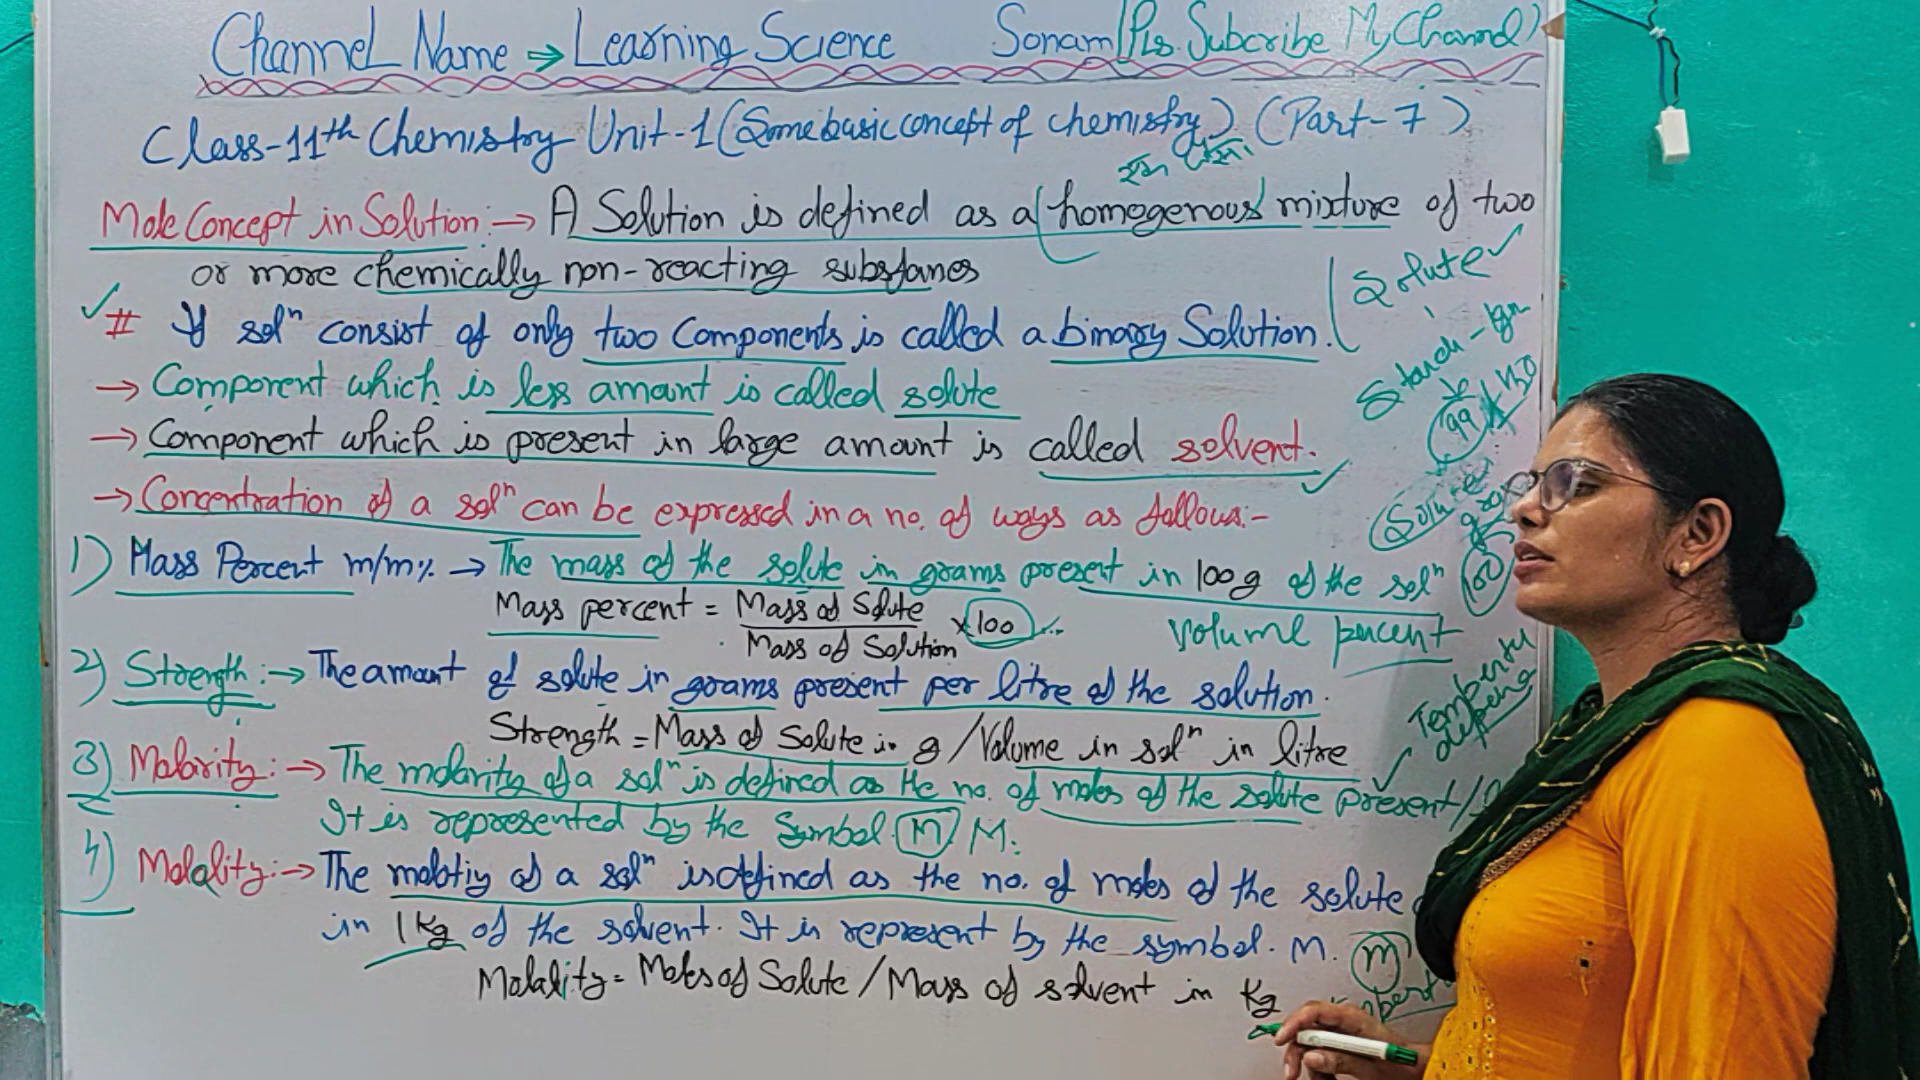 Channel Name → Learning Science Sonam (Pls. Subcribe My Channel)
Class-11th Chemistry Unit-1 (Some basic concept of chemistry) (Part-7)
Mole Concept in Solution :→ A Solution is defined as a (homogenous) mixture of two
or more chemically non-reacting substances
# If solⁿ consist of only two Components is called a binary Solution.
→ Component which is less amount is called solute
→ Component which is present in large amount is called solvent.
→ Concentration of a solⁿ can be expressed in a no. of ways as follows:-
1) Mass Percent m/m% → The mass of the solute in grams present in 100g of the solⁿ
Mass percent = Mass of Solute / Mass of Solution × 100
Volume percent
2) Strength :→ The amount of solute in grams present per litre of the solution.
Strength = Mass of Solute in g / Volume in solⁿ in litre
3) Molarity :→ The molarity of a solⁿ is defined as the no. of moles of the solute present/
It is represented by the Symbol (M) M.
4) Molality :→ The molatiy of a solⁿ is defined as the no. of moles of the solute
in 1 Kg of the solvent. It is represent by the symbol. M. (m)
Molality = Moles of Solute / Mass of solvent in Kg
Solute
99
100